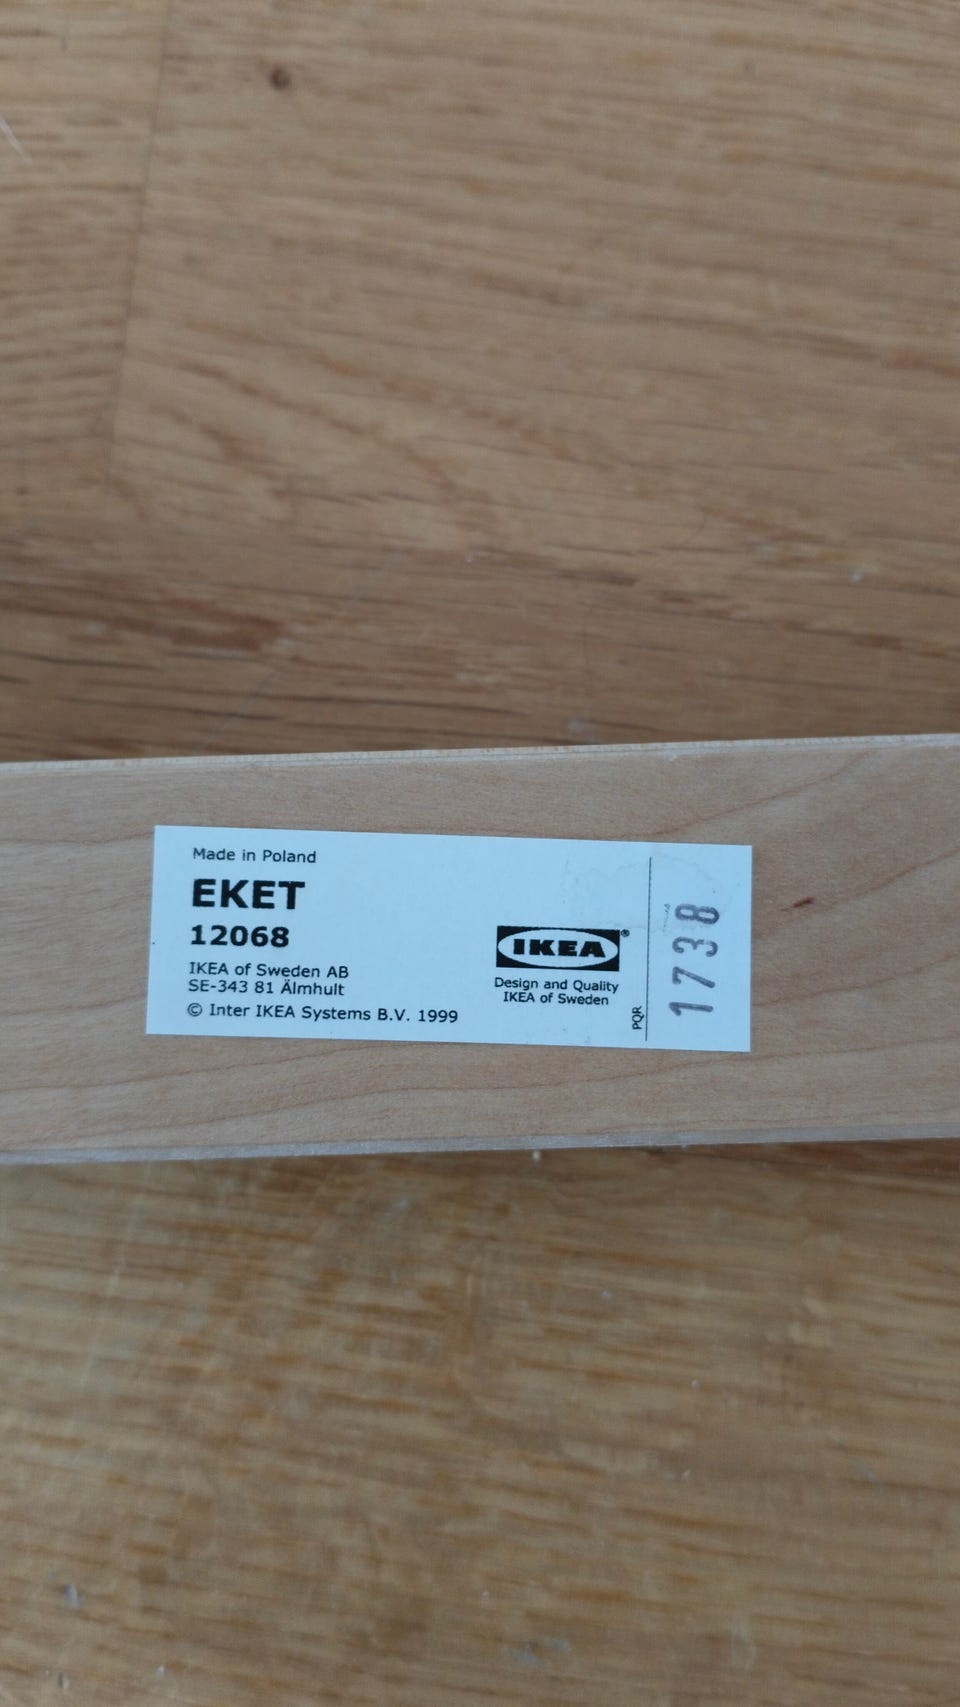 Made in Poland
EKET
12068
IKEA of Sweden AB
SE-343 81 Älmhult
© Inter IKEA Systems B.V. 1999
IKEA®
Design and Quality
IKEA of Sweden
PQR
1738